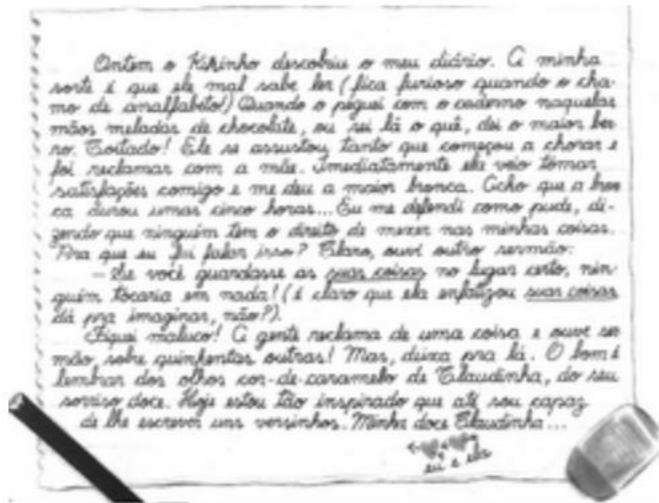 Ontem o Kikinho descobriu o meu diário. A minha
sorte é que ele mal sabe ler (fica furioso quando o cha-
mo de analfabeto!) Quando o peguei com o caderno naquelas
mãos meladas de chocolate, ou sei lá o quê, dei o maior ber
ro. Coitado! Ele se assustou tanto que começou a chorar e
foi reclamar com a mãe. Imediatamente ela veio tomar
satisfações comigo e me deu a maior bronca. Acho que a bron
ca durou umas cinco horas... Eu me defendi como pude, di-
zendo que ninguém tem o direito de mexer nas minhas coisas.
Pra que eu fui falar isso? Claro, ouvi outro sermão:
– Se você guardasse as suas coisas no lugar certo, nin-
guém tocaria em nada! (é claro que ela enfatizou suas coisas
dá pra imaginar, não?).
Fiquei maluco! A gente reclama de uma coisa e ouve ser
mão sobre quinhentas outras! Mas, deixa pra lá. O bom é
lembrar dos olhos cor-de-caramelo de Claudinha, do seu
sorriso doce. Hoje estou tão inspirado que até sou capaz
de lhe escrever uns versinhos. Minha doce Claudinha...
eu e ela